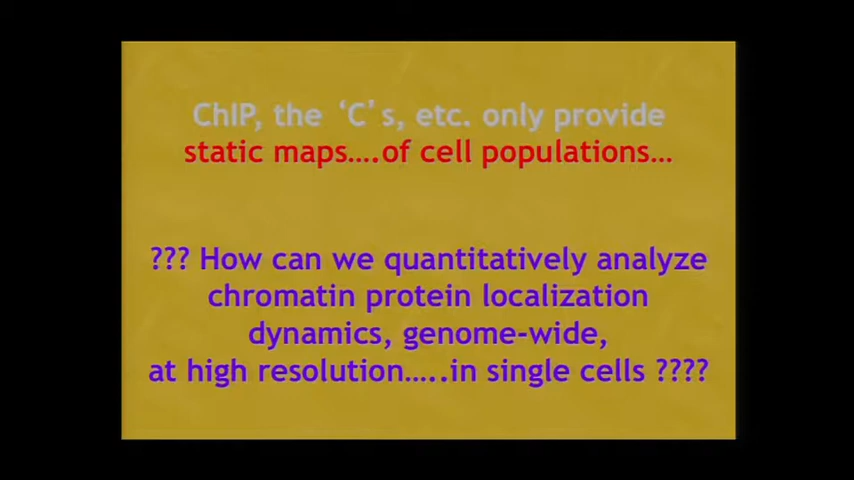 ChIP, the ‘C’s, etc. only provide
static maps….of cell populations…
??? How can we quantitatively analyze
chromatin protein localization
dynamics, genome-wide,
at high resolution…..in single cells ????